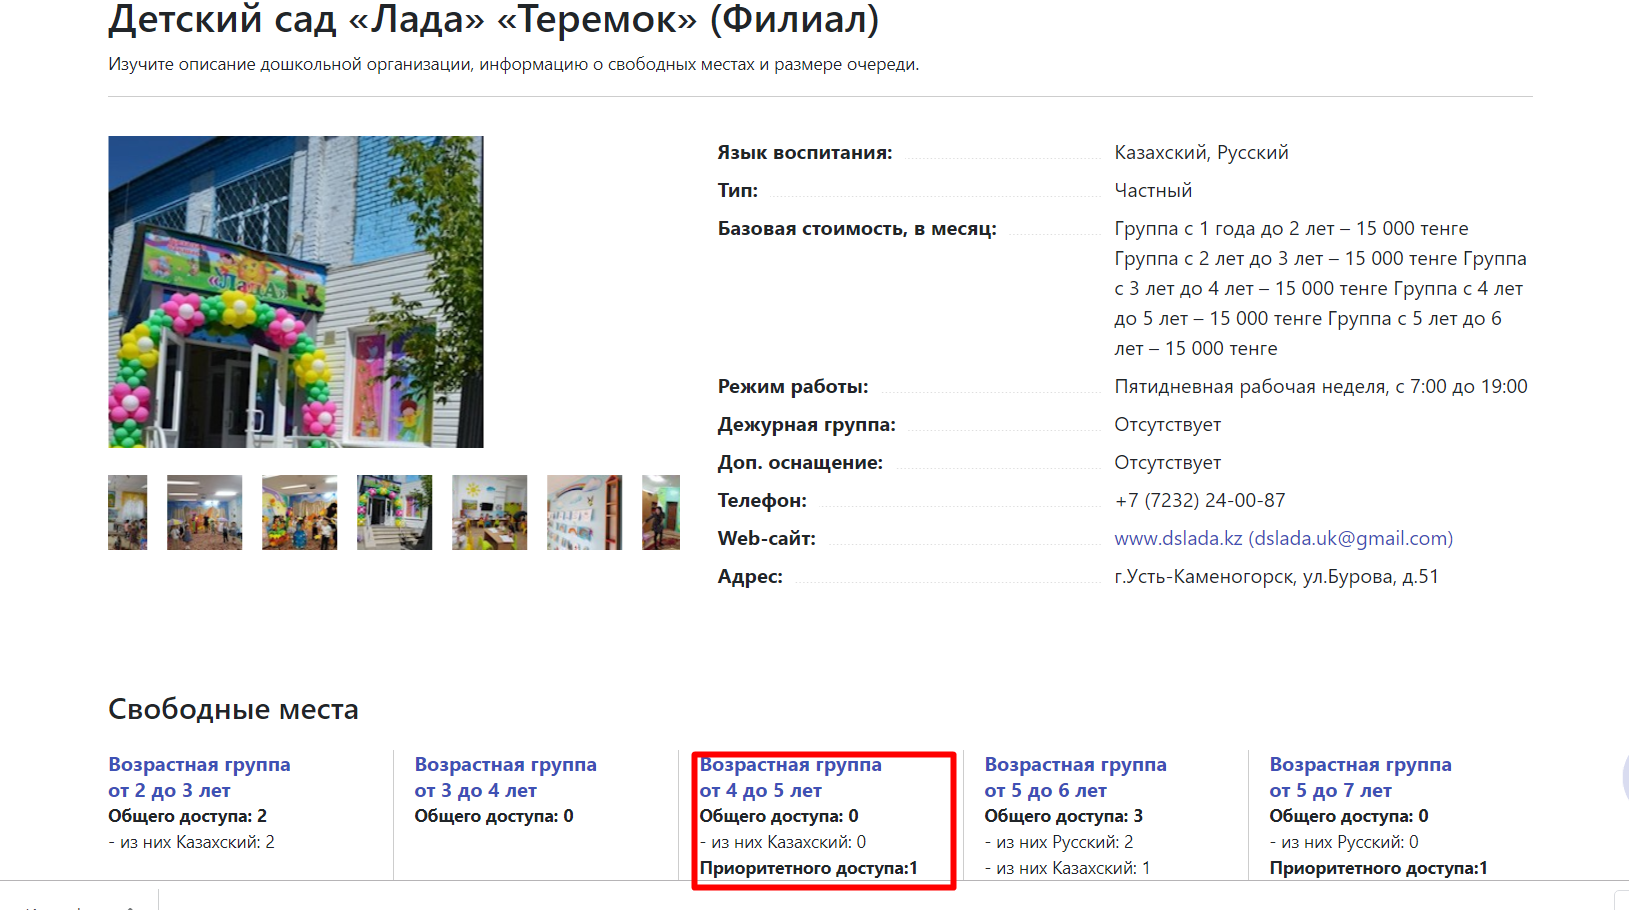 Детский сад «Лада» «Теремок» (Филиал)
Изучите описание дошкольной организации, информацию о свободных местах и размере очереди.
«ЛадА»
Язык воспитания: Казахский, Русский
Тип: Частный
Базовая стоимость, в месяц: Группа с 1 года до 2 лет – 15 000 тенге
Группа с 2 лет до 3 лет – 15 000 тенге Группа
с 3 лет до 4 лет – 15 000 тенге Группа с 4 лет
до 5 лет – 15 000 тенге Группа с 5 лет до 6
лет – 15 000 тенге
Режим работы: Пятидневная рабочая неделя, с 7:00 до 19:00
Дежурная группа: Отсутствует
Доп. оснащение: Отсутствует
Телефон: +7 (7232) 24-00-87
Web-сайт: www.dslada.kz (dslada.uk@gmail.com)
Адрес: г.Усть-Каменогорск, ул.Бурова, д.51
Свободные места
Возрастная группа
от 2 до 3 лет
Общего доступа: 2
- из них Казахский: 2
Возрастная группа
от 3 до 4 лет
Общего доступа: 0
Возрастная группа
от 4 до 5 лет
Общего доступа: 0
- из них Казахский: 0
Приоритетного доступа:1
Возрастная группа
от 5 до 6 лет
Общего доступа: 3
- из них Русский: 2
- из них Казахский: 1
Возрастная группа
от 5 до 7 лет
Общего доступа: 0
- из них Русский: 0
Приоритетного доступа:1